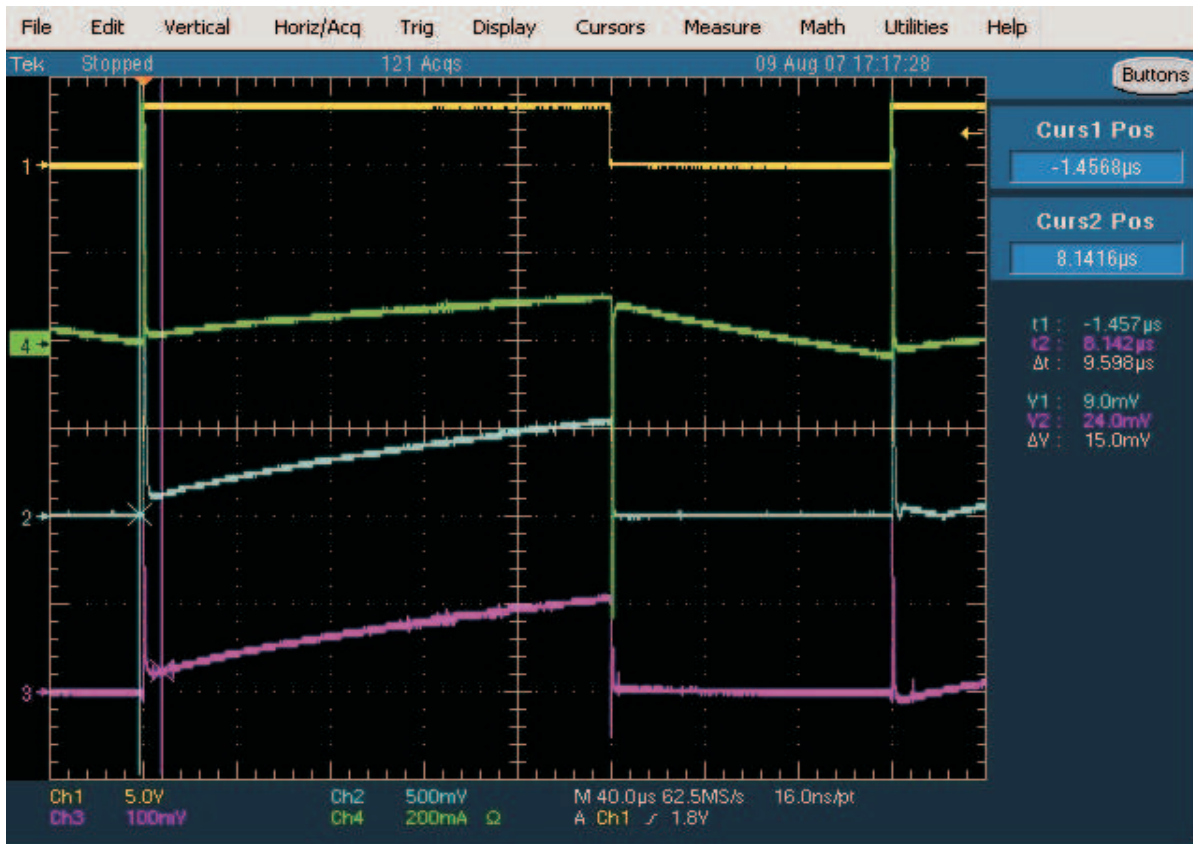 File Edit Vertical Horiz/Acq Trig Display Cursors Measure Math Utilities Help
Tek Stopped 121 Acqs 09 Aug 07 17:17:28
Buttons
Curs1 Pos
-1.4568µs
Curs2 Pos
8.1416µs
t1 : -1.457µs
t2 : 8.142µs
Δt : 9.598µs
V1 : 9.0mV
V2 : 24.0mV
ΔV : 15.0mV
1
4
2
3
Ch1 5.0V Ch2 500mV M 40.0µs 62.5MS/s 16.0ns/pt
Ch3 100mV Ch4 200mA Ω A Ch1 1.8V